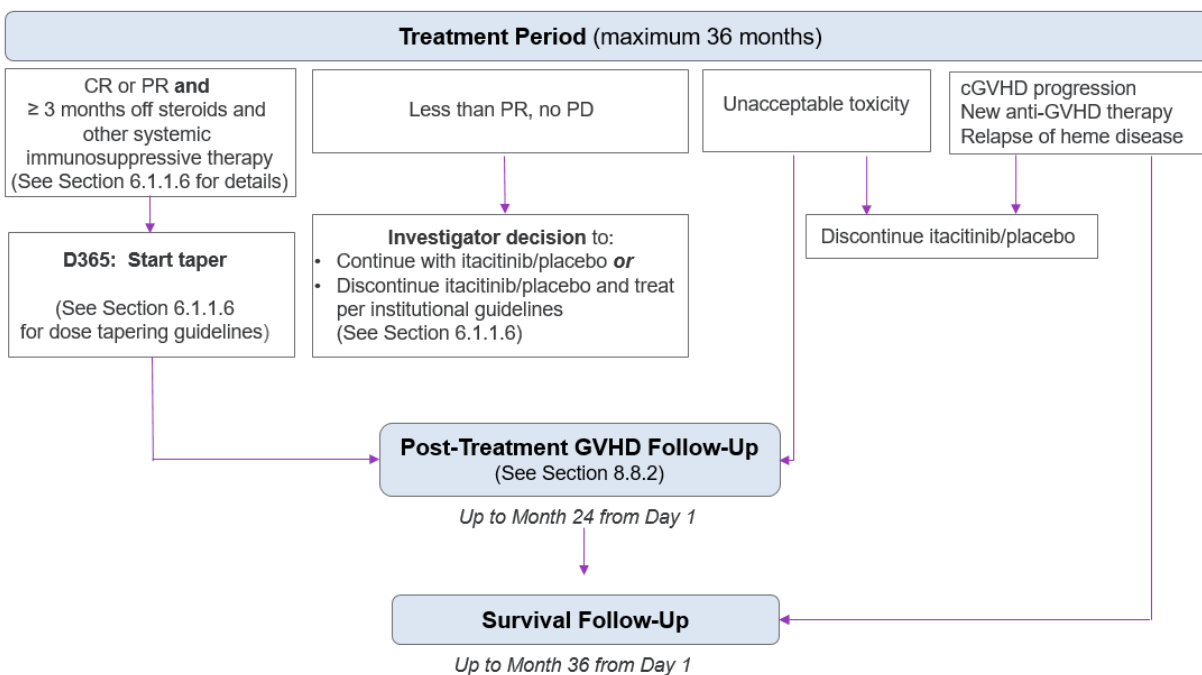 Treatment Period (maximum 36 months)
CR or PR and
≥ 3 months off steroids and
other systemic
immunosuppressive therapy
(See Section 6.1.1.6 for details)
Less than PR, no PD
Unacceptable toxicity
cGVHD progression
New anti-GVHD therapy
Relapse of heme disease
D365: Start taper
(See Section 6.1.1.6
for dose tapering guidelines)
Investigator decision to:
• Continue with itacitinib/placebo or
• Discontinue itacitinib/placebo and treat
per institutional guidelines
(See Section 6.1.1.6)
Discontinue itacitinib/placebo
Post-Treatment GVHD Follow-Up
(See Section 8.8.2)
Up to Month 24 from Day 1
Survival Follow-Up
Up to Month 36 from Day 1